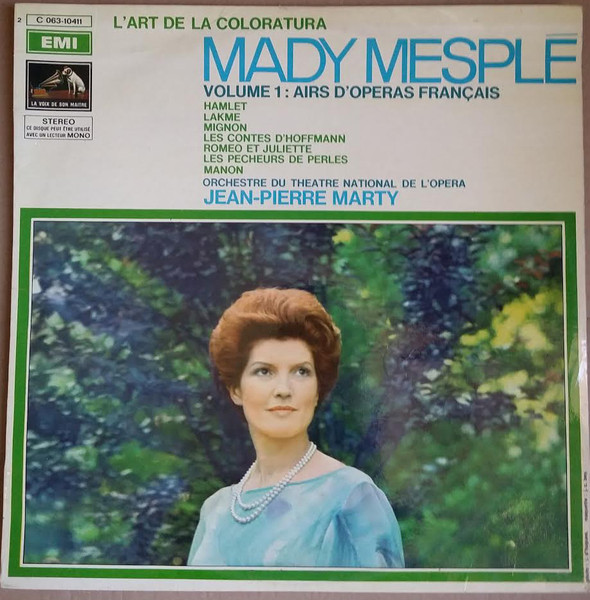 2
C 063-10411
EMI
LA VOIX DE SON MAITRE
STEREO
CE DISQUE PEUT ÊTRE UTILISÉ
AVEC UN LECTEUR MONO
L'ART DE LA COLORATURA
MADY MESPLÉ
VOLUME 1: AIRS D'OPERAS FRANÇAIS
HAMLET
LAKME
MIGNON
LES CONTES D'HOFFMANN
ROMEO ET JULIETTE
LES PECHEURS DE PERLES
MANON
ORCHESTRE DU THEATRE NATIONAL DE L'OPERA
JEAN-PIERRE MARTY